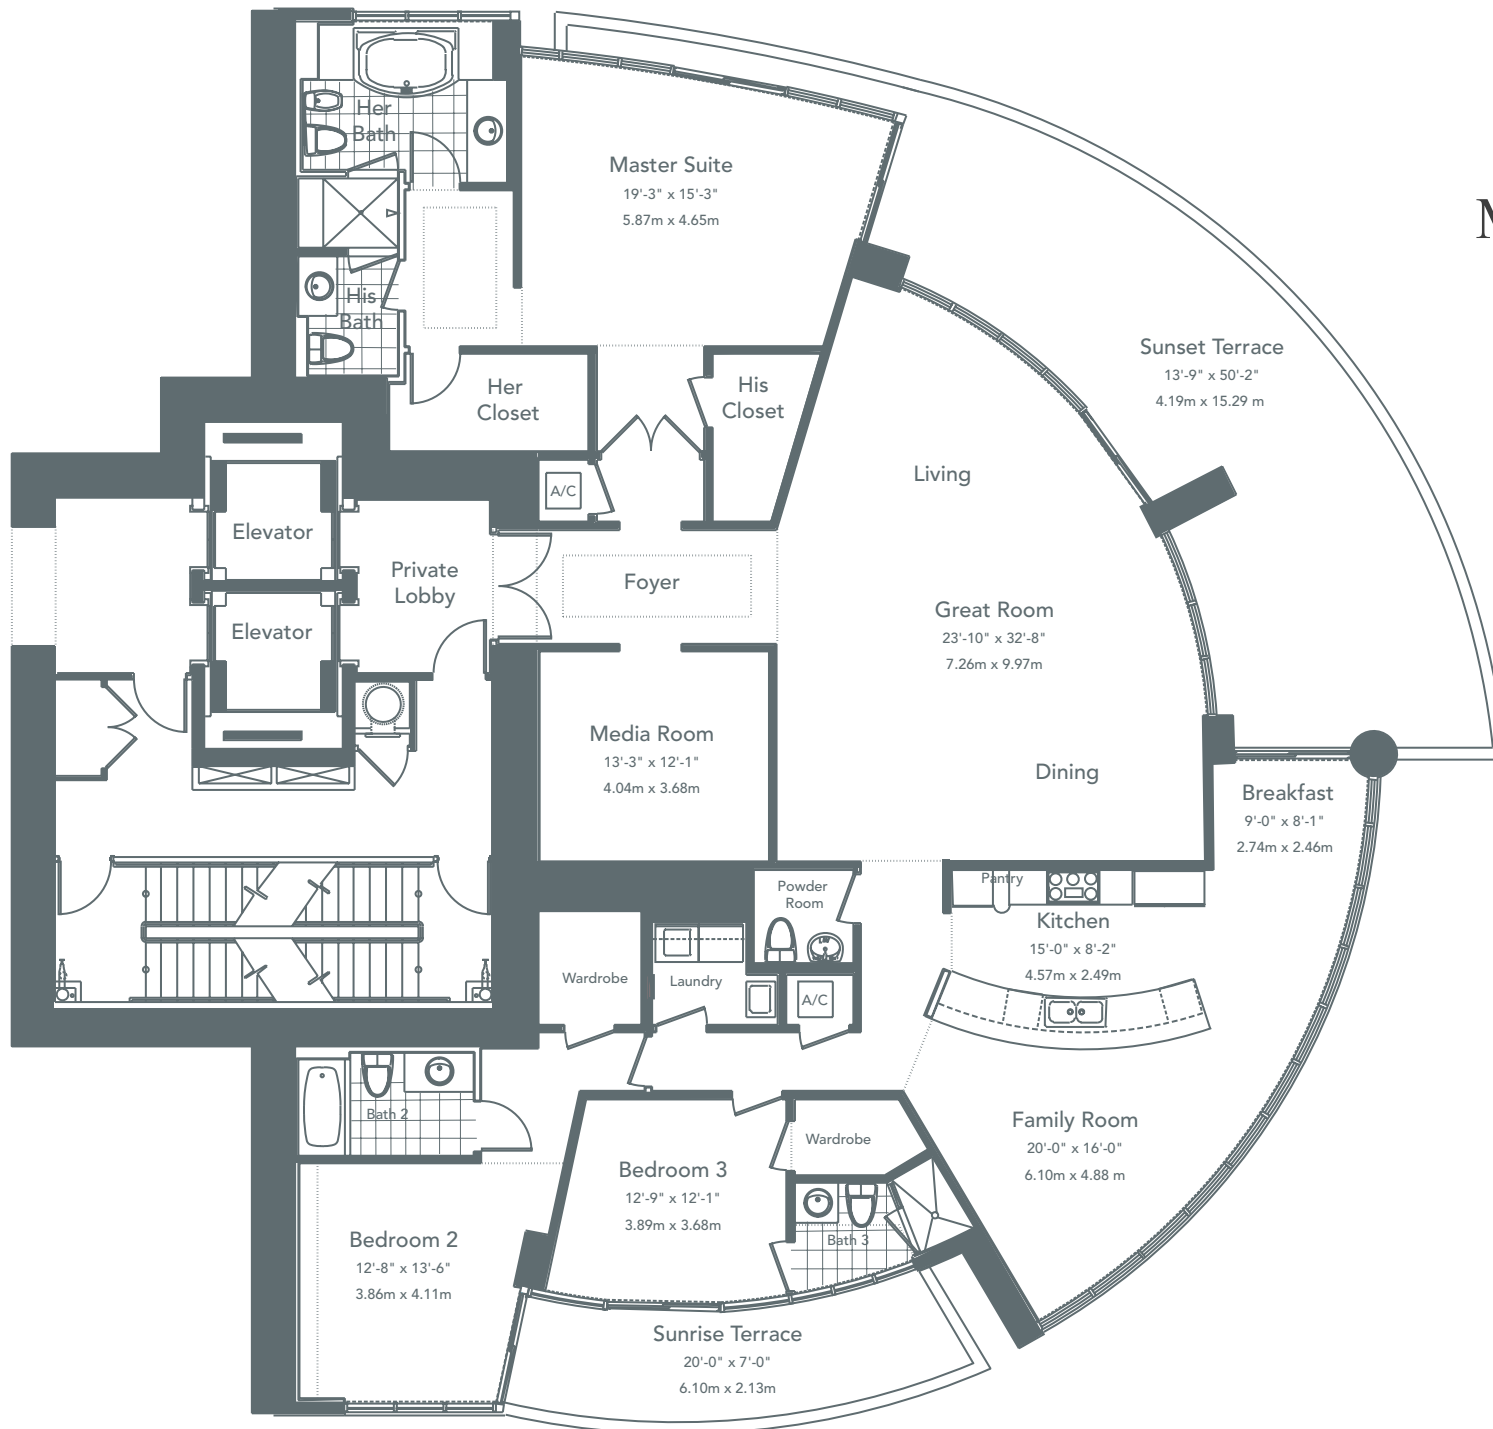 Her
Bath
Master Suite
19'-3" x 15'-3"
5.87m x 4.65m
His
Bath
Sunset Terrace
13'-9" x 50'-2"
4.19m x 15.29 m
Her
Closet
His
Closet
Living
A/C
Elevator
Private
Lobby
Foyer
Great Room
23'-10" x 32'-8"
7.26m x 9.97m
Elevator
Media Room
13'-3" x 12'-1"
4.04m x 3.68m
Dining
Breakfast
9'-0" x 8'-1"
2.74m x 2.46m
Powder
Room
Pantry
Kitchen
15'-0" x 8'-2"
4.57m x 2.49m
Wardrobe
Laundry
A/C
Bath 2
Family Room
20'-0" x 16'-0"
6.10m x 4.88 m
Wardrobe
Bedroom 3
12'-9" x 12'-1"
3.89m x 3.68m
Bath 3
Bedroom 2
12'-8" x 13'-6"
3.86m x 4.11m
Sunrise Terrace
20'-0" x 7'-0"
6.10m x 2.13m